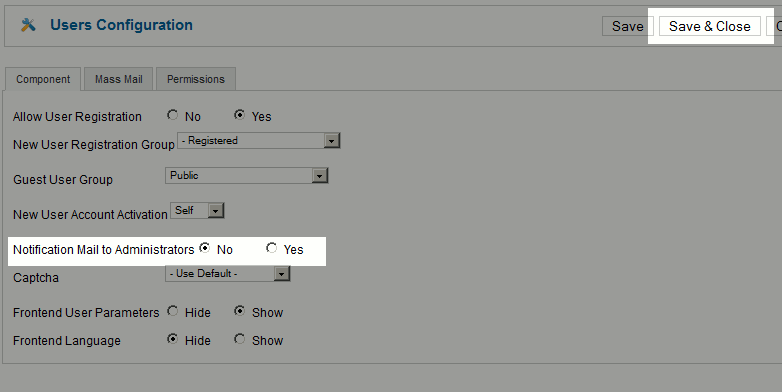 Users Configuration
Save
Save & Close
Component
Mass Mail
Permissions
Allow User Registration No Yes
New User Registration Group - Registered
Guest User Group Public
New User Account Activation Self
Notification Mail to Administrators No Yes
Captcha - Use Default -
Frontend User Parameters Hide Show
Frontend Language Hide Show